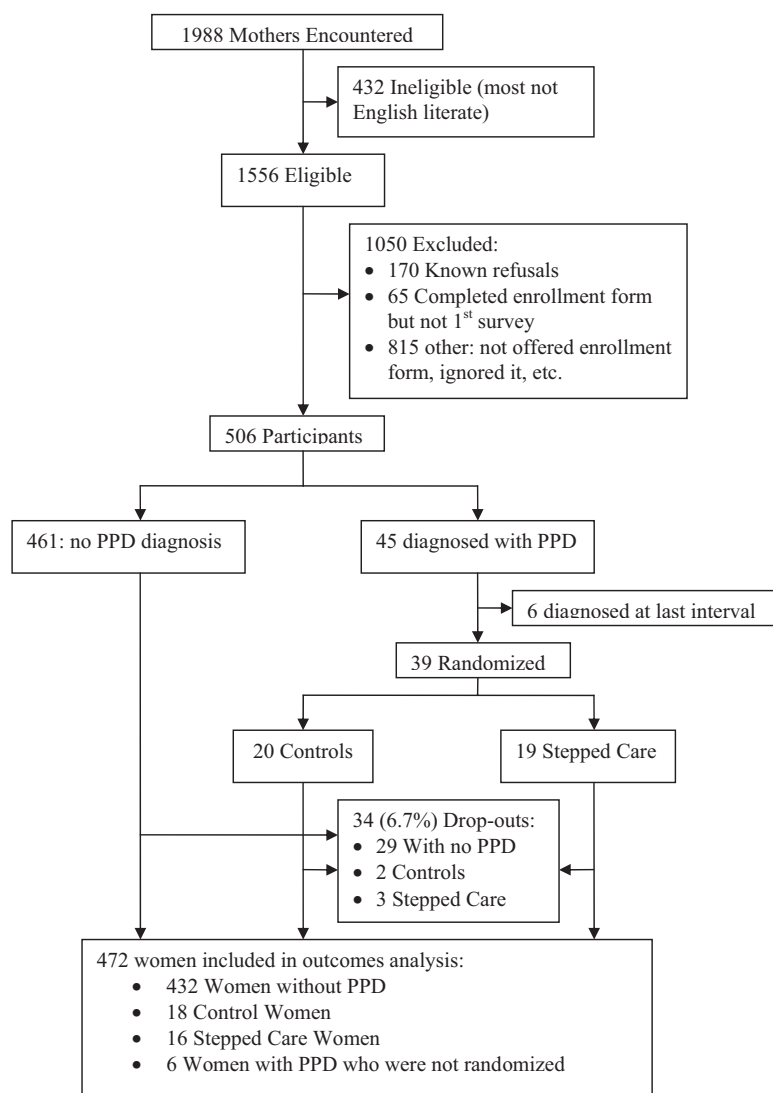 1988 Mothers Encountered
432 Ineligible (most not
English literate)
1556 Eligible
1050 Excluded:
• 170 Known refusals
• 65 Completed enrollment form
but not 1st survey
• 815 other: not offered enrollment
form, ignored it, etc.
506 Participants
461: no PPD diagnosis
45 diagnosed with PPD
6 diagnosed at last interval
39 Randomized
20 Controls
19 Stepped Care
34 (6.7%) Drop-outs:
• 29 With no PPD
• 2 Controls
• 3 Stepped Care
472 women included in outcomes analysis:
• 432 Women without PPD
• 18 Control Women
• 16 Stepped Care Women
• 6 Women with PPD who were not randomized